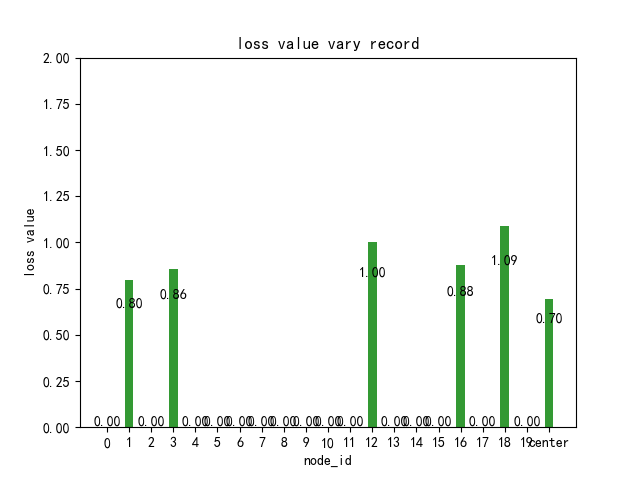 loss value vary record
2.00
1.75
1.50
1.25
1.00
0.75
0.50
0.25
0.00
loss value
0.00 0.80 0.00 0.86 0.00 0.00 0.00 0.00 0.00 0.00 0.00 0.00 1.00 0.00 0.00 0.00 0.88 0.00 1.09 0.00 0.70
0 1 2 3 4 5 6 7 8 9 10 11 12 13 14 15 16 17 18 19 center
node_id